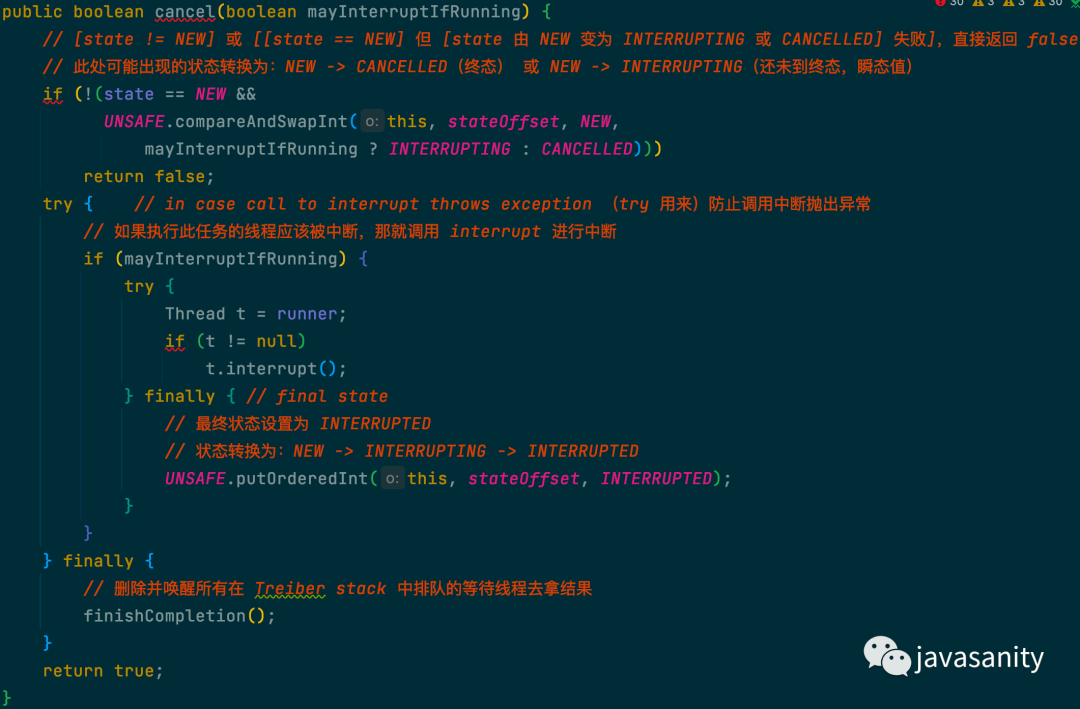 public boolean cancel(boolean mayInterruptIfRunning) {
30 3 3 30
// [state != NEW] 或 [[state == NEW] 但 [state 由 NEW 变为 INTERRUPTING 或 CANCELLED] 失败], 直接返回 false
// 此处可能出现的状态转换为: NEW -> CANCELLED (终态) 或 NEW -> INTERRUPTING (还未到终态, 瞬态值)
if (!(state == NEW &&
UNSAFE.compareAndSwapInt( o: this, stateOffset, NEW,
mayInterruptIfRunning ? INTERRUPTING : CANCELLED)))
return false;
try { // in case call to interrupt throws exception (try 用来) 防止调用中断抛出异常
// 如果执行此任务的线程应该被中断, 那就调用 interrupt 进行中断
if (mayInterruptIfRunning) {
try {
Thread t = runner;
if (t != null)
t.interrupt();
} finally { // final state
// 最终状态设置为 INTERRUPTED
// 状态转换为: NEW -> INTERRUPTING -> INTERRUPTED
UNSAFE.putOrderedInt( o: this, stateOffset, INTERRUPTED);
}
}
} finally {
// 删除并唤醒所有在 Treiber stack 中排队的等待线程去拿结果
finishCompletion();
}
return true;
}
javasanity